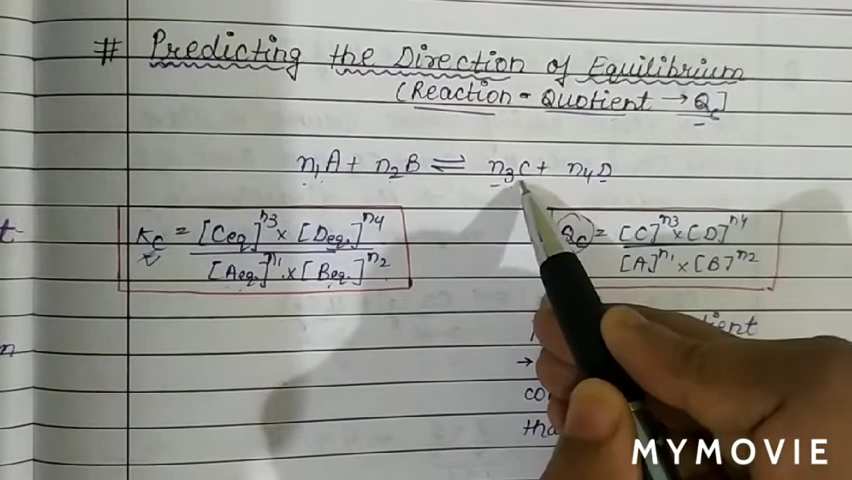 # Predicting the Direction of Equilibrium
(Reaction - Quotient → Qc]
n₁A + n₂B ⇌ n₃C + n₄D
Kc = [Ceq]^n₃ × [Deq.]^n₄ / [Aeq.]^n₁ × [Beq.]^n₂
Qc = [C]^n₃ × [D]^n₄ / [A]^n₁ × [B]^n₂
→
MYMOVIE